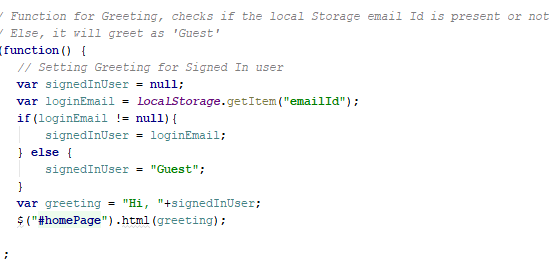 / Function for Greeting, checks if the local Storage email Id is present or not
/ Else, it will greet as 'Guest'
(function() {
// Setting Greeting for Signed In user
var signedInUser = null;
var loginEmail = localStorage.getItem("emailId");
if(loginEmail != null){
signedInUser = loginEmail;
} else {
signedInUser = "Guest";
}
var greeting = "Hi, "+signedInUser;
$("#homePage").html(greeting);
;